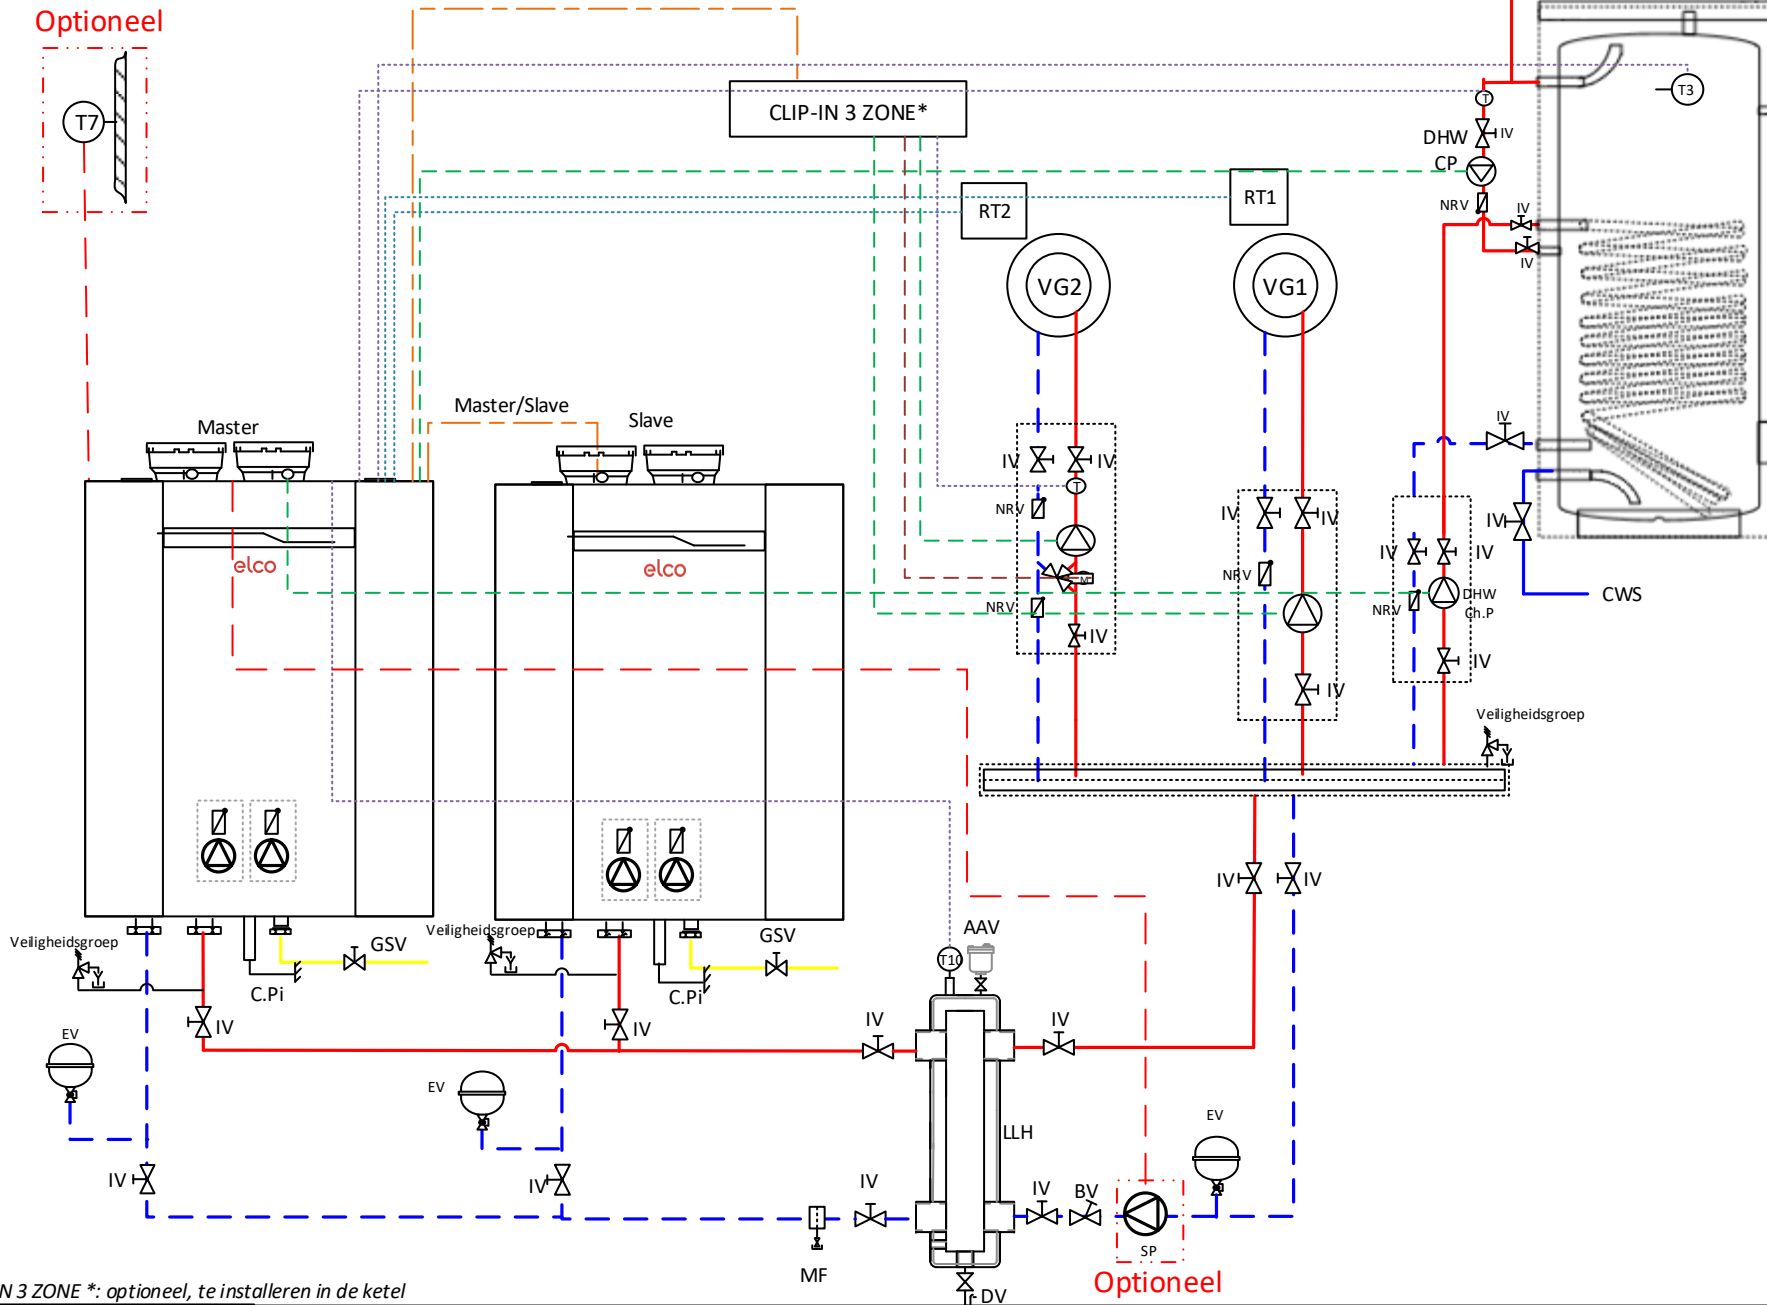 Optioneel
T7
CLIP-IN 3 ZONE*
T3
T
IV
DHW
CP
RT2
RT1
NRV
IV
IV
VG2
VG1
Master
Master/Slave
Slave
IV
IV
IV
T
NRV
IV
IV
IV
elco
elco
M
NRV
IV
NRV
IV
IV
NRV
DHW
Ch.P
CWS
IV
IV
IV
Veiligheidsgroep
IV
IV
Veiligheidsgroep
GSV
C.Pi
Veiligheidsgroep
GSV
C.Pi
AAV
T10
IV
IV
IV
IV
EV
EV
LLH
EV
IV
IV
IV
IV
BV
SP
MF
Optioneel
DV
N 3 ZONE *: optioneel, te installeren in de ketel